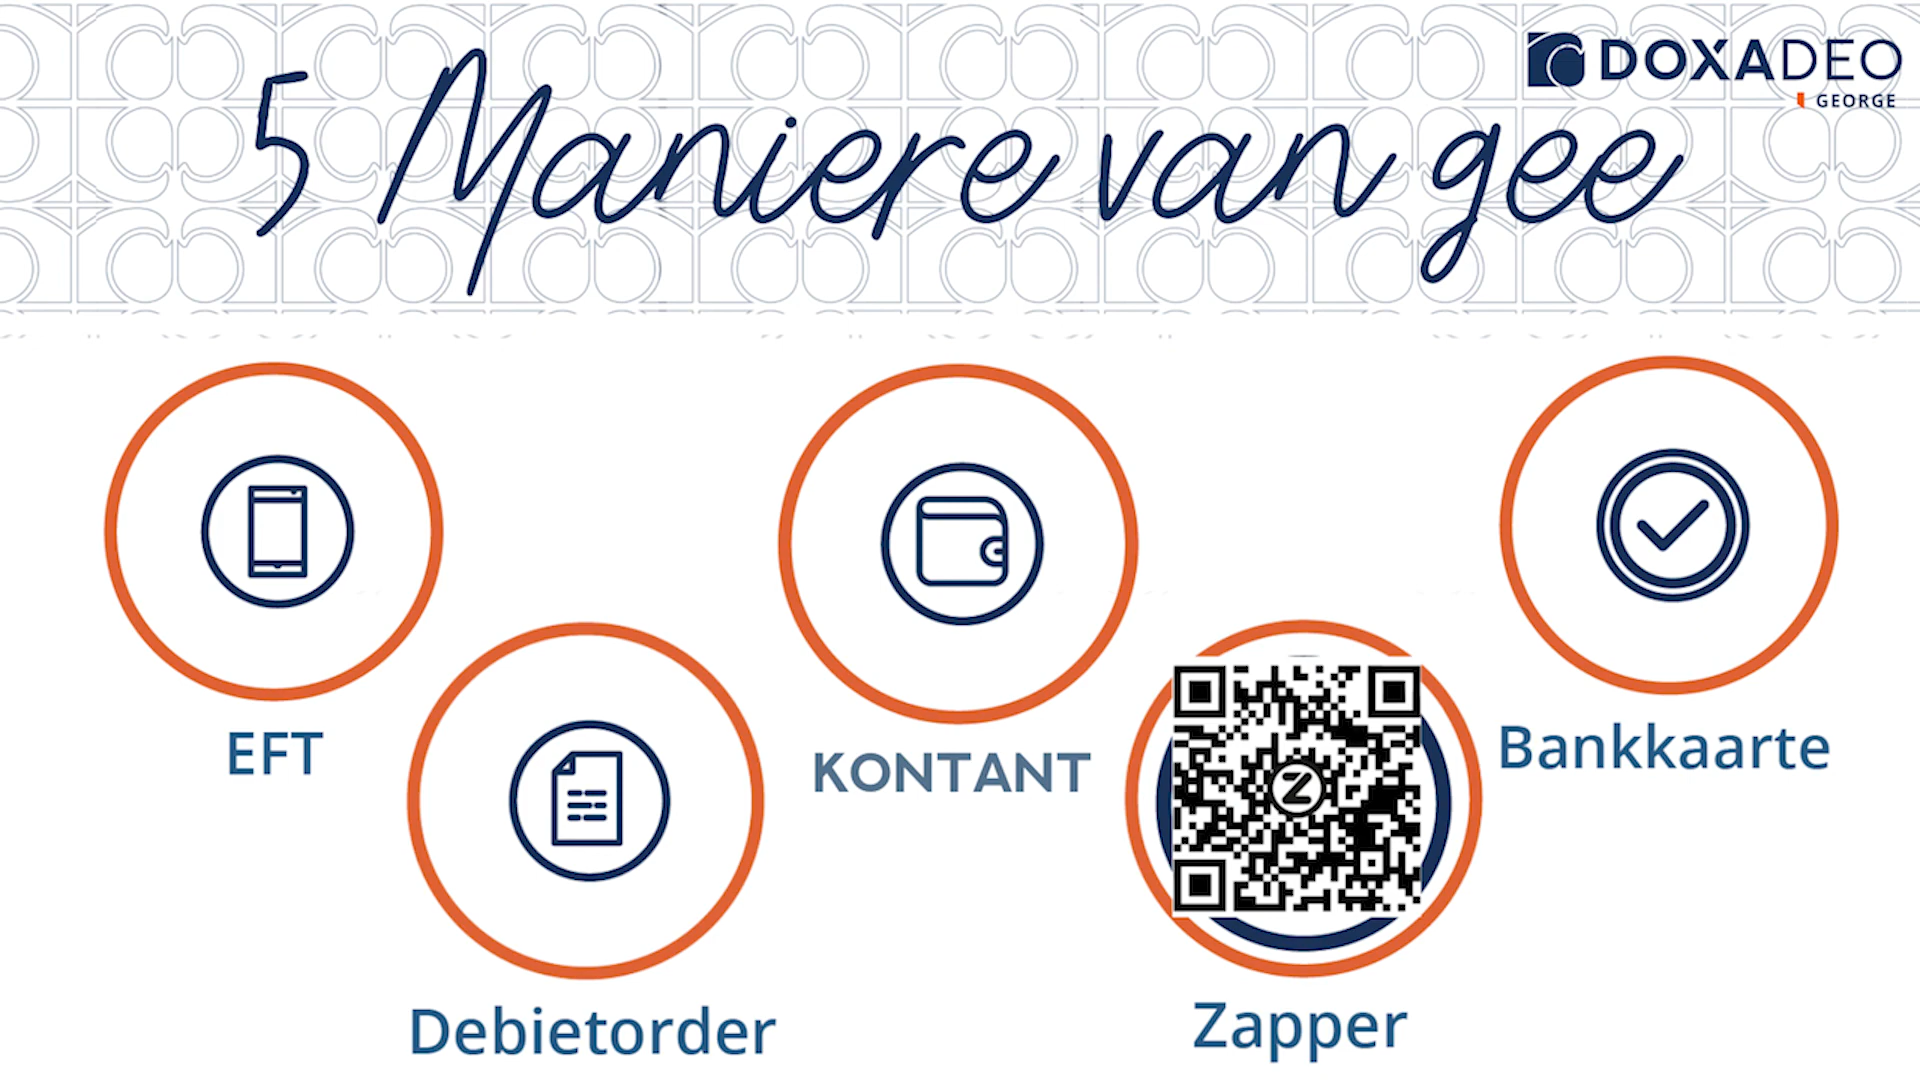 DOXADEO
GEORGE
5 Maniere van gee
EFT
Debietorder
KONTANT
Zapper
Bankkaarte